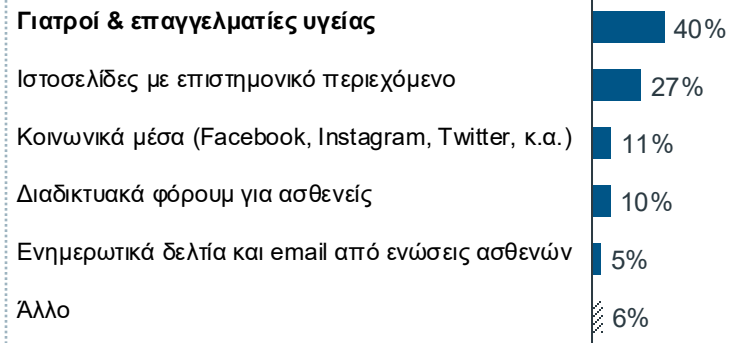 Γιατροί & επαγγελματίες υγείας 40%
Ιστοσελίδες με επιστημονικό περιεχόμενο 27%
Κοινωνικά μέσα (Facebook, Instagram, Twitter, κ.α.) 11%
Διαδικτυακά φόρουμ για ασθενείς 10%
Ενημερωτικά δελτία και email από ενώσεις ασθενών 5%
Άλλο 6%